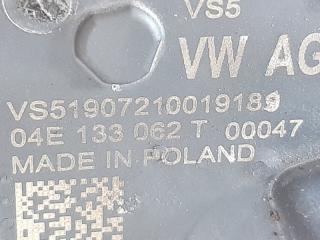 VS5
VW AG
VS51907210019189
04E 133 062 T 00047
MADE IN POLAND